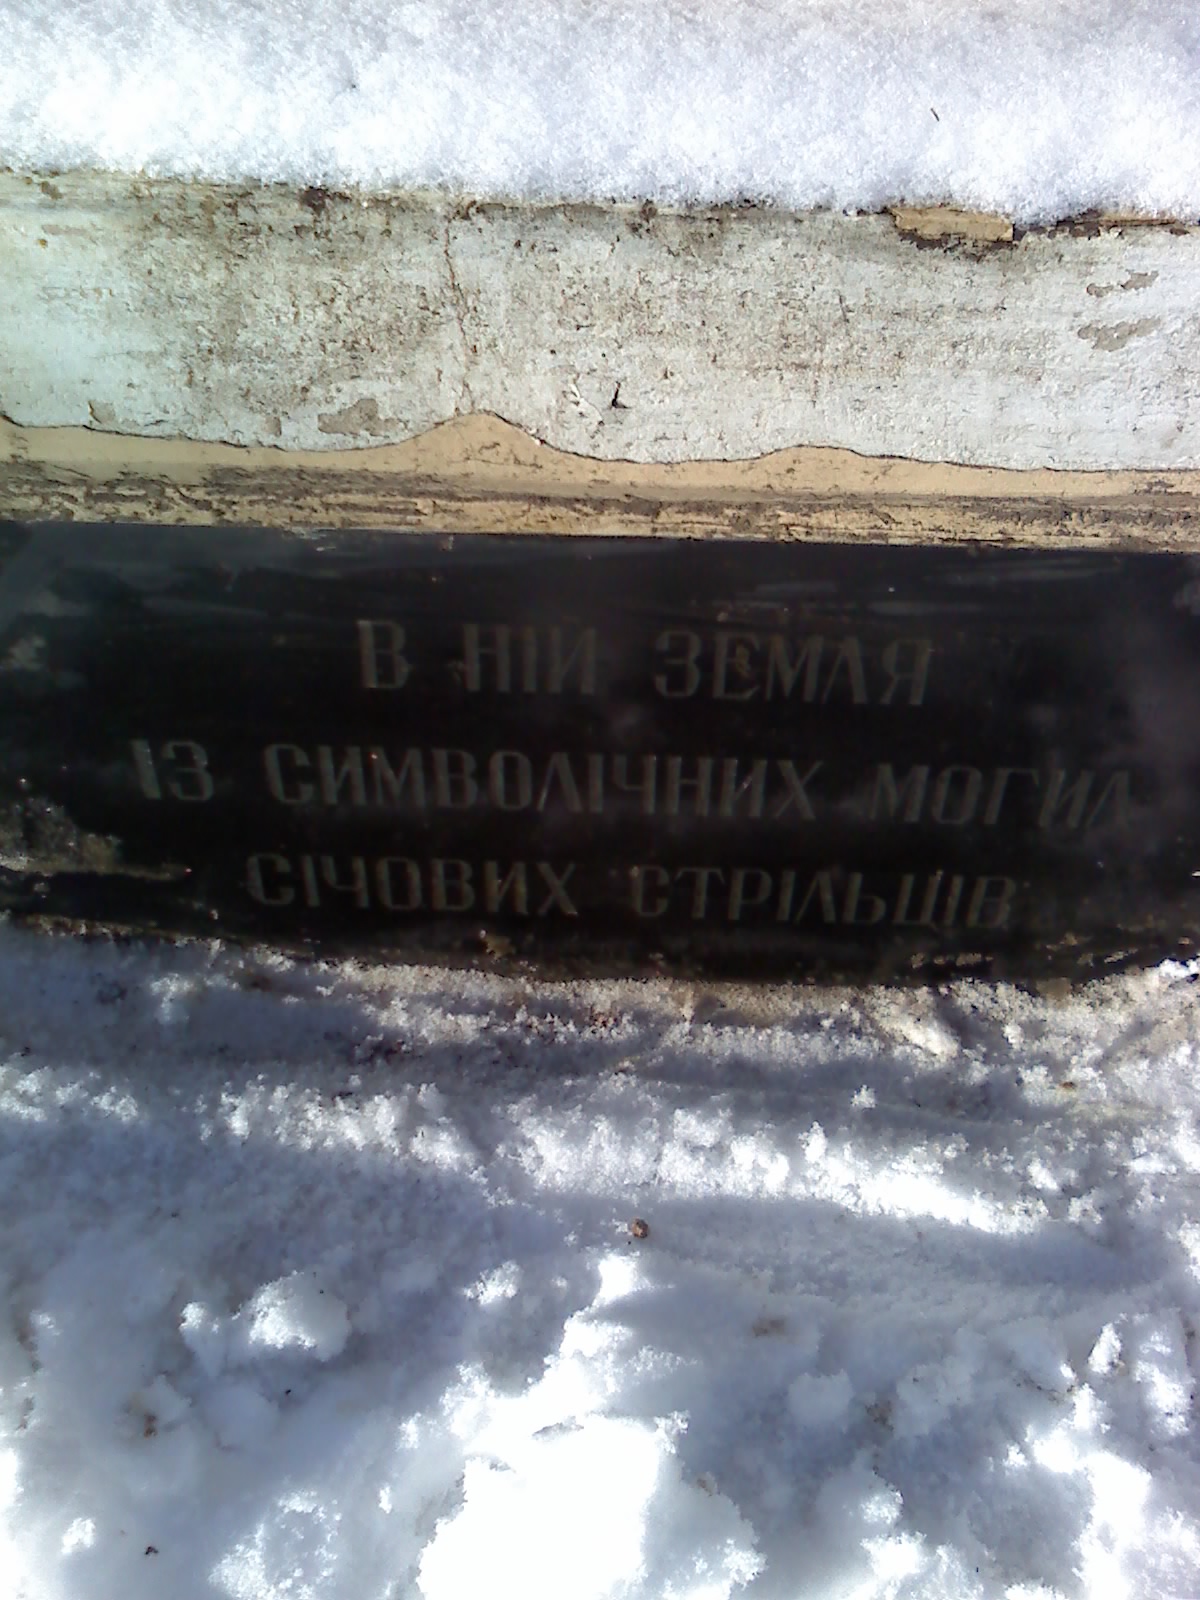 В НІЙ ЗЕМЛЯ
ІЗ СИМВОЛІЧНИХ МОГИЛ
СІЧОВИХ СТРІЛЬЦІВ